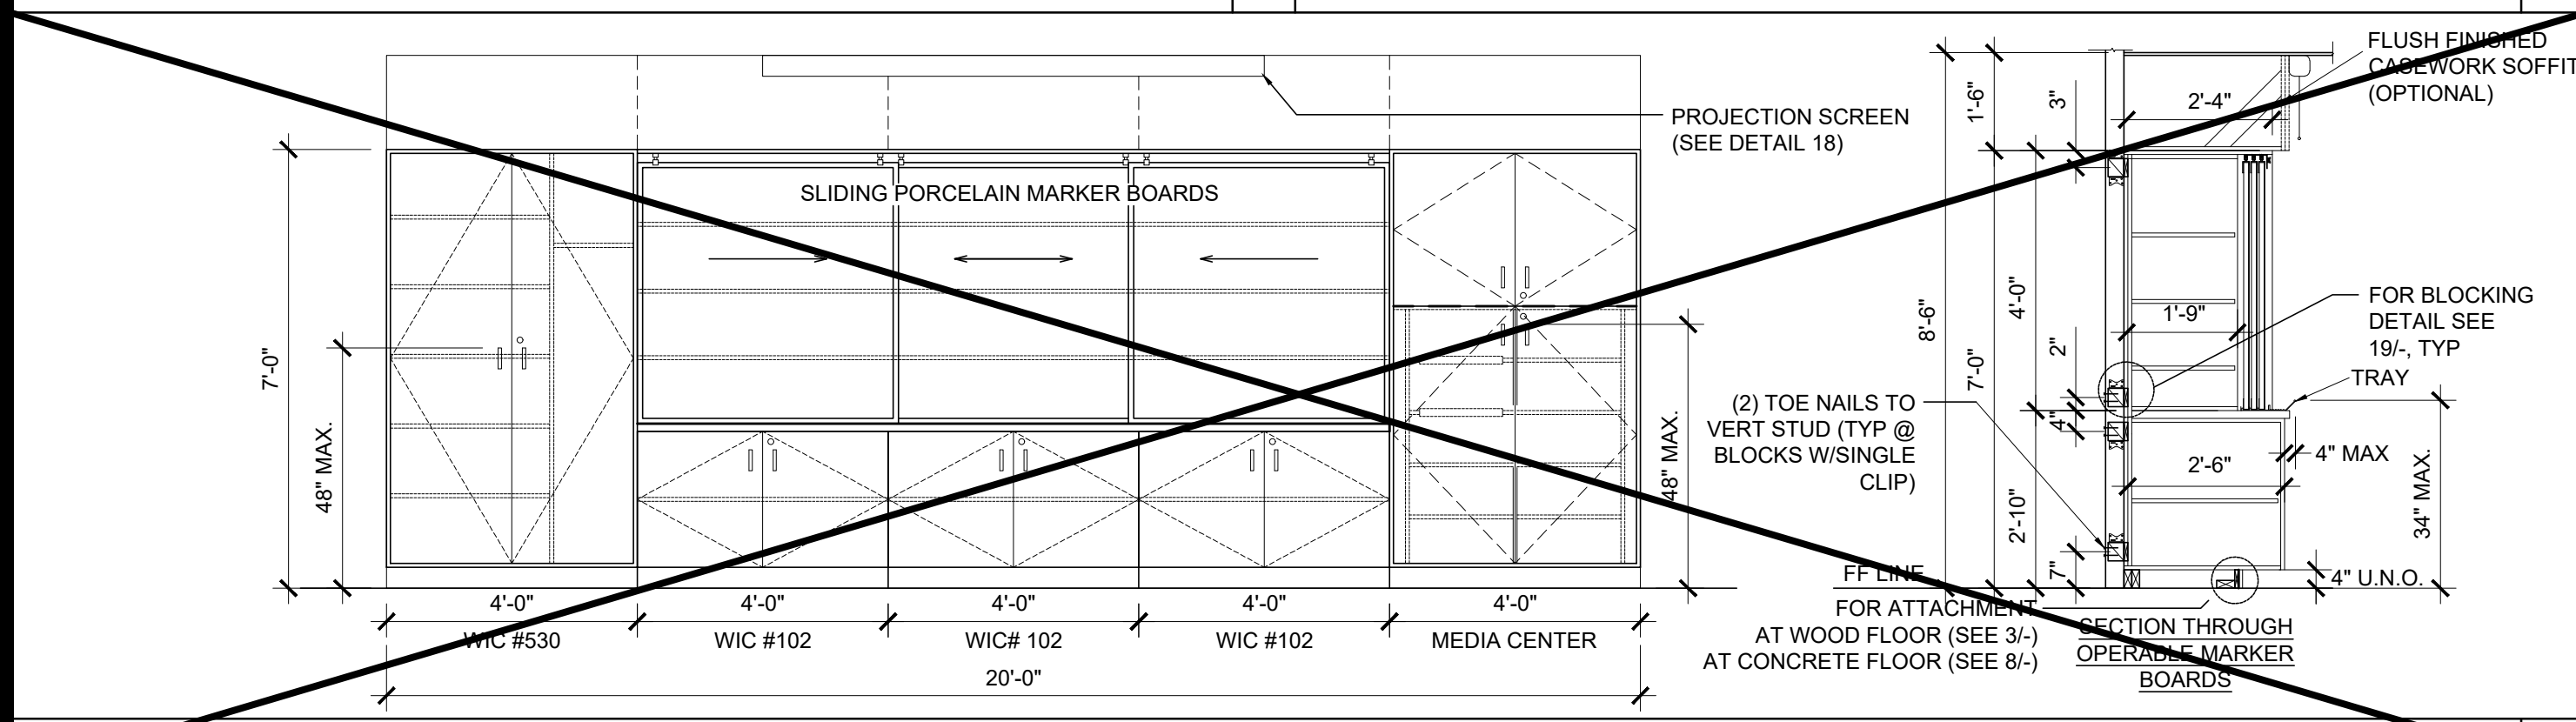 FLUSH FINISHED
CASEWORK SOFFIT
(OPTIONAL)
PROJECTION SCREEN
(SEE DETAIL 18)
SLIDING PORCELAIN MARKER BOARDS
7'-0"
48" MAX.
48" MAX.
4'-0"
4'-0"
4'-0"
4'-0"
4'-0"
WIC #530
WIC #102
WIC# 102
WIC #102
MEDIA CENTER
20'-0"
1'-6"
3"
2'-4"
8'-6"
7'-0"
4'-0"
2"
1'-9"
FOR BLOCKING
DETAIL SEE
19/-, TYP
TRAY
(2) TOE NAILS TO
VERT STUD (TYP @
BLOCKS W/SINGLE
CLIP)
4"
2'-6"
4" MAX
34" MAX.
2'-10"
7"
4" U.N.O.
FF LINE
FOR ATTACHMENT
AT WOOD FLOOR (SEE 3/-)
AT CONCRETE FLOOR (SEE 8/-)
SECTION THROUGH
OPERABLE MARKER
BOARDS